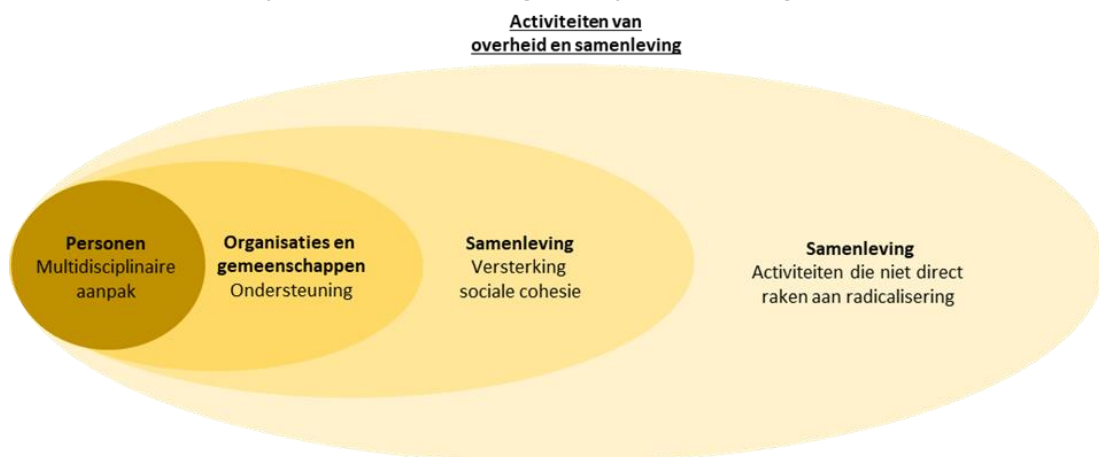 Activiteiten van
overheid en samenleving
Personen
Multidisciplinaire
aanpak
Organisaties en
gemeenschappen
Ondersteuning
Samenleving
Versterking
sociale cohesie
Samenleving
Activiteiten die niet direct
raken aan radicalisering